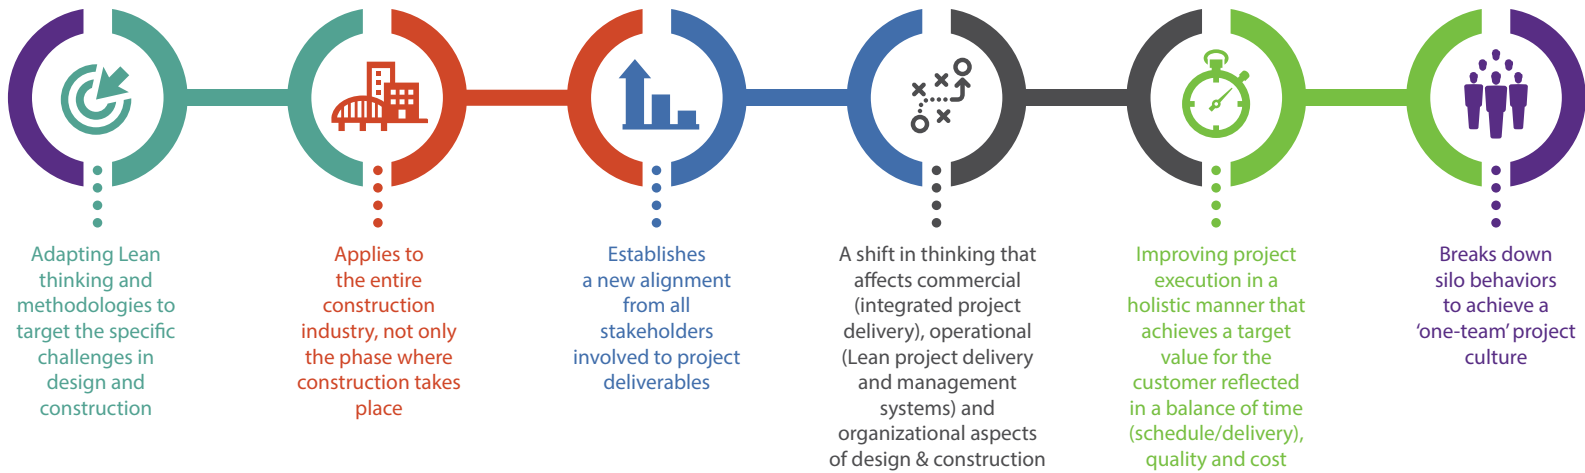 Adapting Lean
thinking and
methodologies to
target the specific
challenges in
design and
construction
Applies to
the entire
construction
industry, not only
the phase where
construction takes
place
Establishes
a new alignment
from all
stakeholders
involved to project
deliverables
A shift in thinking that
affects commercial
(integrated project
delivery), operational
(Lean project delivery
and management
systems) and
organizational aspects
of design & construction
Improving project
execution in a
holistic manner that
achieves a target
value for the
customer reflected
in a balance of time
(schedule/delivery),
quality and cost
Breaks down
silo behaviors
to achieve a
‘one-team’ project
culture